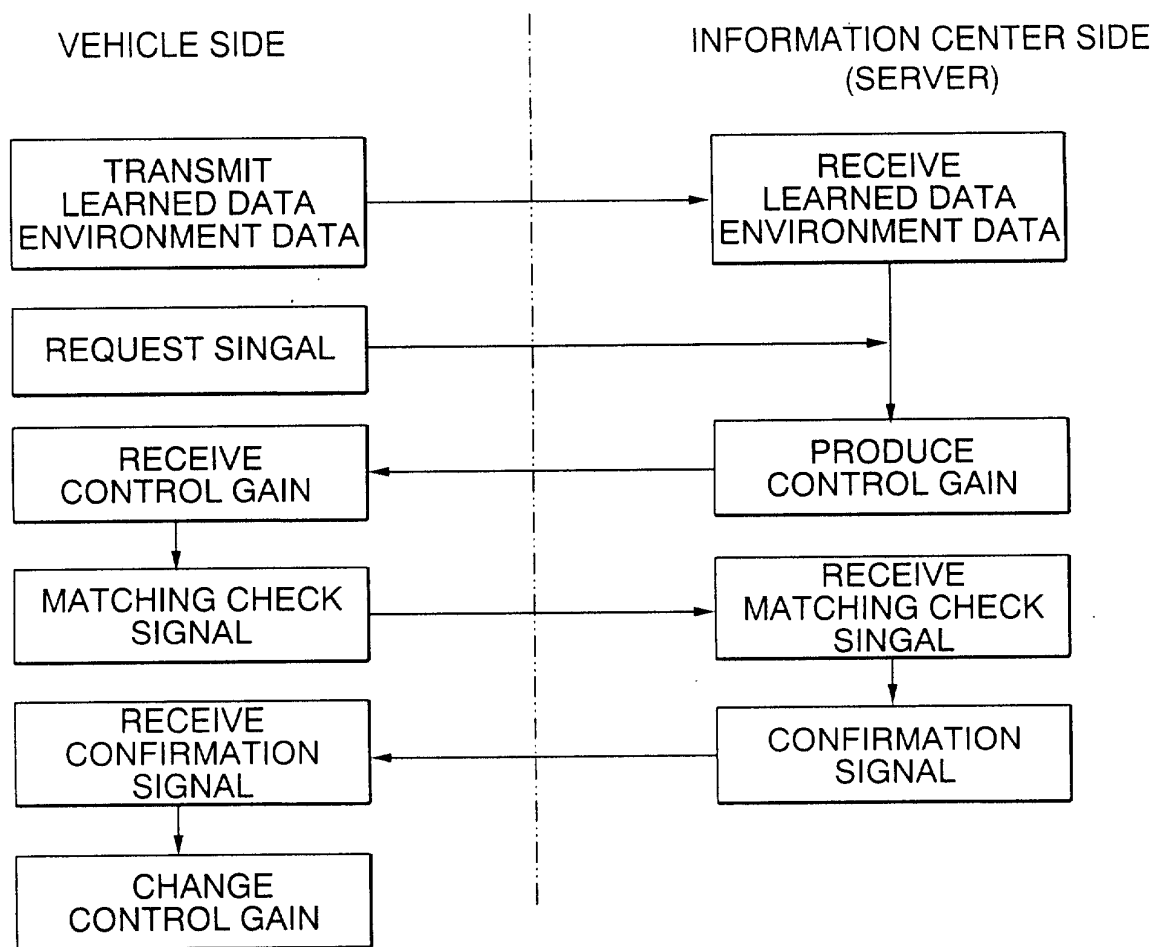 VEHICLE SIDE
INFORMATION CENTER SIDE
(SERVER)
TRANSMIT
LEARNED DATA
ENVIRONMENT DATA
RECEIVE
LEARNED DATA
ENVIRONMENT DATA
REQUEST SINGAL
RECEIVE
CONTROL GAIN
PRODUCE
CONTROL GAIN
MATCHING CHECK
SIGNAL
RECEIVE
MATCHING CHECK
SINGAL
RECEIVE
CONFIRMATION
SIGNAL
CONFIRMATION
SIGNAL
CHANGE
CONTROL GAIN